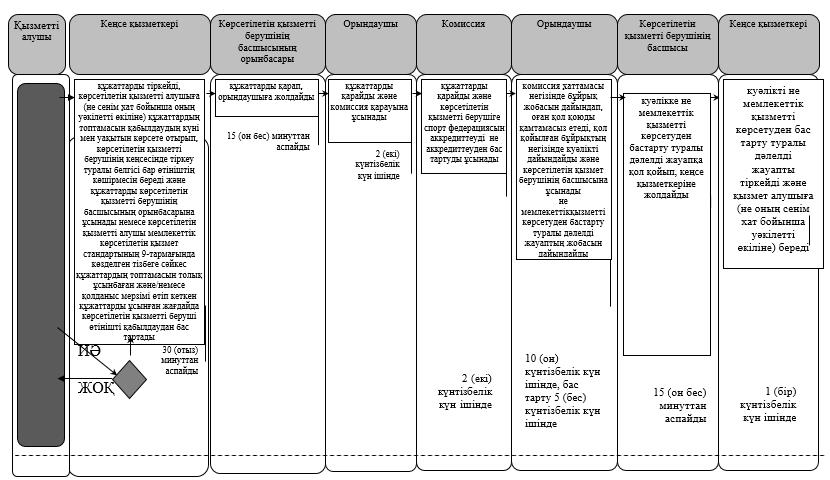 Қызметті
алушы
Кеңсе қызметкері
Көрсетілетін қызметті
берушінің
басшысының
орынбасары
Орындаушы
Комиссия
Орындаушы
Көрсетілетін
қызметті берушінің
басшысы
Кеңсе қызметкері
құжаттарды тіркейді,
көрсетілетін қызметті алушыға
(не сенім хат бойынша оның
уәкілетті өкіліне) құжаттардың
топтамасын қабылдаудың күні
мен уақытын көрсете отырып,
көрсетілетін қызметті
берушінің кеңсесінде тіркеу
туралы белгісі бар өтініштің
көшірмесін береді және
құжаттарды көрсетілетін
қызметті берушінің
басшысының орынбасарына
ұсынады немесе көрсетілетін
қызметті алушы мемлекеттік
көрсетілетін қызмет
стандартының 9-тармағында
көзделген тізбеге сәйкес
құжаттардың топтамасын толық
ұсынбаған және/немесе
қолданыс мерзімі өтіп кеткен
құжаттарды ұсынған жағдайда
көрсетілетін қызметті беруші
өтінішті қабылдаудан бас
тартады
30 (отыз)
минуттан
аспайды
ИӘ
ЖОҚ
құжаттарды қарап,
орындаушыға жолдайды
15 (он бес) минуттан
аспайды
құжаттарды
қарайды және
комиссия қарауына
ұсынады
2 (екі)
күнтізбелік
күн ішінде
құжаттарды
қарайды және
көрсетілетін
қызметті берушіге
спорт федерациясын
аккредиттеуді не
аккредиттеуден бас
тартуды ұсынады
2 (екі)
күнтізбелік
күн ішінде
комиссия хаттамасы
негізінде бұйрық
жобасын дайындап,
оған қол қоюды
қамтамасыз етеді, қол
қойылған бұйрықтың
негізінде куәлікті
дайындайды және
көрсетілетін қызмет
берушінің басшысына
ұсынады
не
мемлекеттікқызметті
көрсетуден бастарту
туралы дәлелді
жауаптың жобасын
дайындайды
10 (он)
күнтізбелік күн
ішінде, бас
тарту 5 (бес)
күнтізбелік күн
ішінде
куәлікке не
мемлекеттік
қызметті
көрсетуден
бастарту туралы
дәлелді жауапқа
қол қойып, кеңсе
қызметкеріне
жолдайды
15 (он бес)
минуттан
аспайды
куәлікті не
мемлекеттік
қызметті
көрсетуден бас
тарту туралы
дәлелді
жауапты
тіркейді және
қызмет алушыға
(не оның сенім
хат бойынша
уәкілетті
өкіліне) береді
1 (бір)
күнтізбелік
күн ішінде